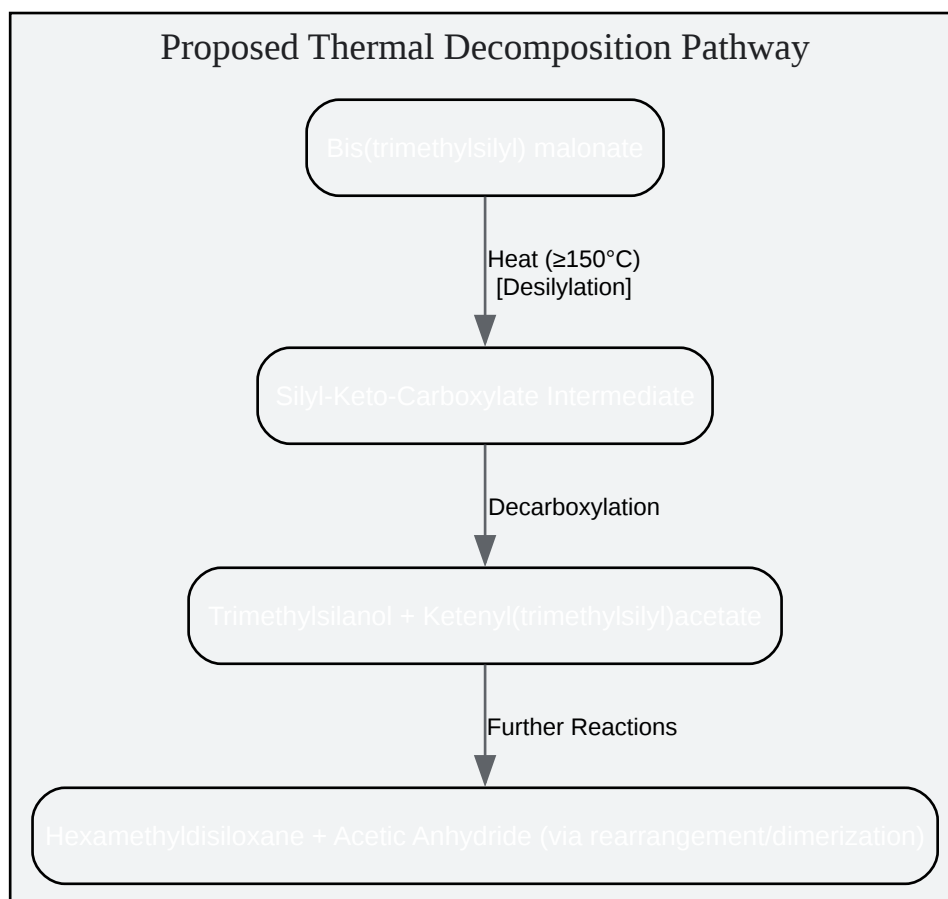 Proposed Thermal Decomposition Pathway
Bis(trimethylsilyl) malonate
Heat (≥150°C)
[Desilylation]
Silyl-Keto-Carboxylate Intermediate
Decarboxylation
Trimethylsilanol + Ketenyl(trimethylsilyl)acetate
Further Reactions
Hexamethyldisiloxane + Acetic Anhydride (via rearrangement/dimerization)